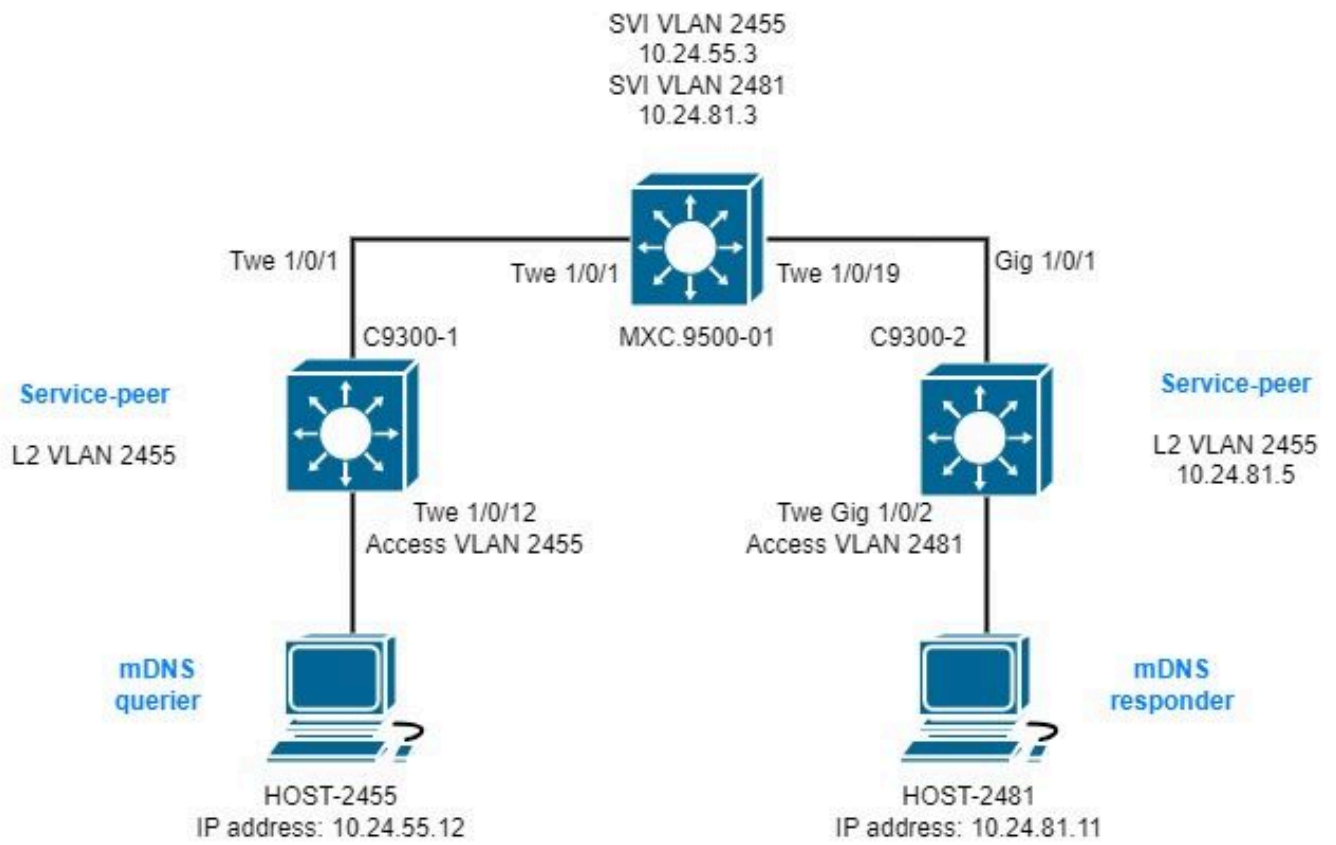 SVI VLAN 2455
10.24.55.3
SVI VLAN 2481
10.24.81.3
Twe 1/0/1
Twe 1/0/1
Twe 1/0/19
Gig 1/0/1
C9300-1
MXC.9500-01
C9300-2
Service-peer
L2 VLAN 2455
Service-peer
L2 VLAN 2455
10.24.81.5
Twe 1/0/12
Access VLAN 2455
Twe Gig 1/0/2
Access VLAN 2481
mDNS
querier
mDNS
responder
HOST-2455
IP address: 10.24.55.12
HOST-2481
IP address: 10.24.81.11